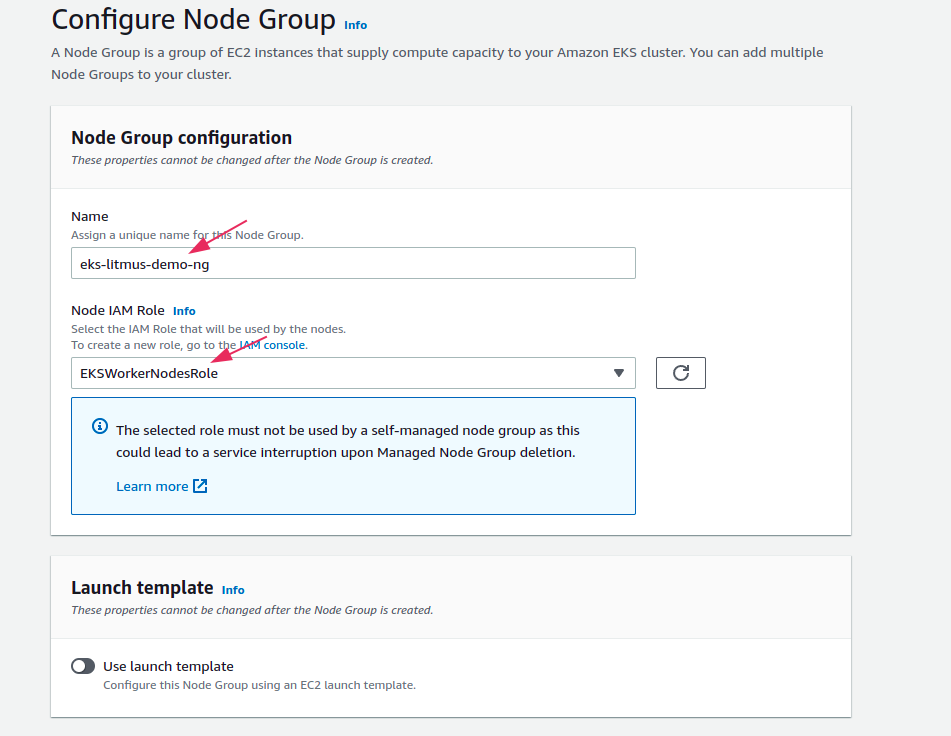 Configure Node Group Info
A Node Group is a group of EC2 instances that supply compute capacity to your Amazon EKS cluster. You can add multiple
Node Groups to your cluster.
Node Group configuration
These properties cannot be changed after the Node Group is created.
Name
Assign a unique name for this Node Group.
eks-litmus-demo-ng
Node IAM Role Info
Select the IAM Role that will be used by the nodes.
To create a new role, go to the IAM console.
EKSWorkerNodesRole
The selected role must not be used by a self-managed node group as this
could lead to a service interruption upon Managed Node Group deletion.
Learn more
Launch template Info
These properties cannot be changed after the Node Group is created.
Use launch template
Configure this Node Group using an EC2 launch template.